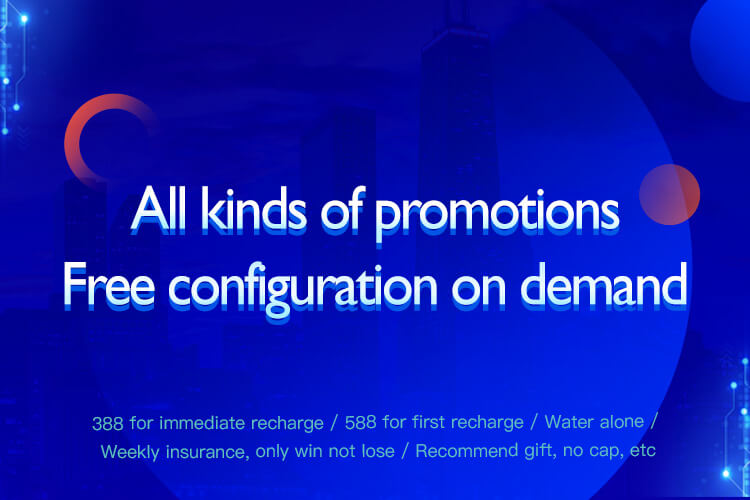 All kinds of promotions
Free configuration on demand
388 for immediate recharge / 588 for first recharge / Water alone /
Weekly insurance, only win not lose / Recommend gift, no cap, etc